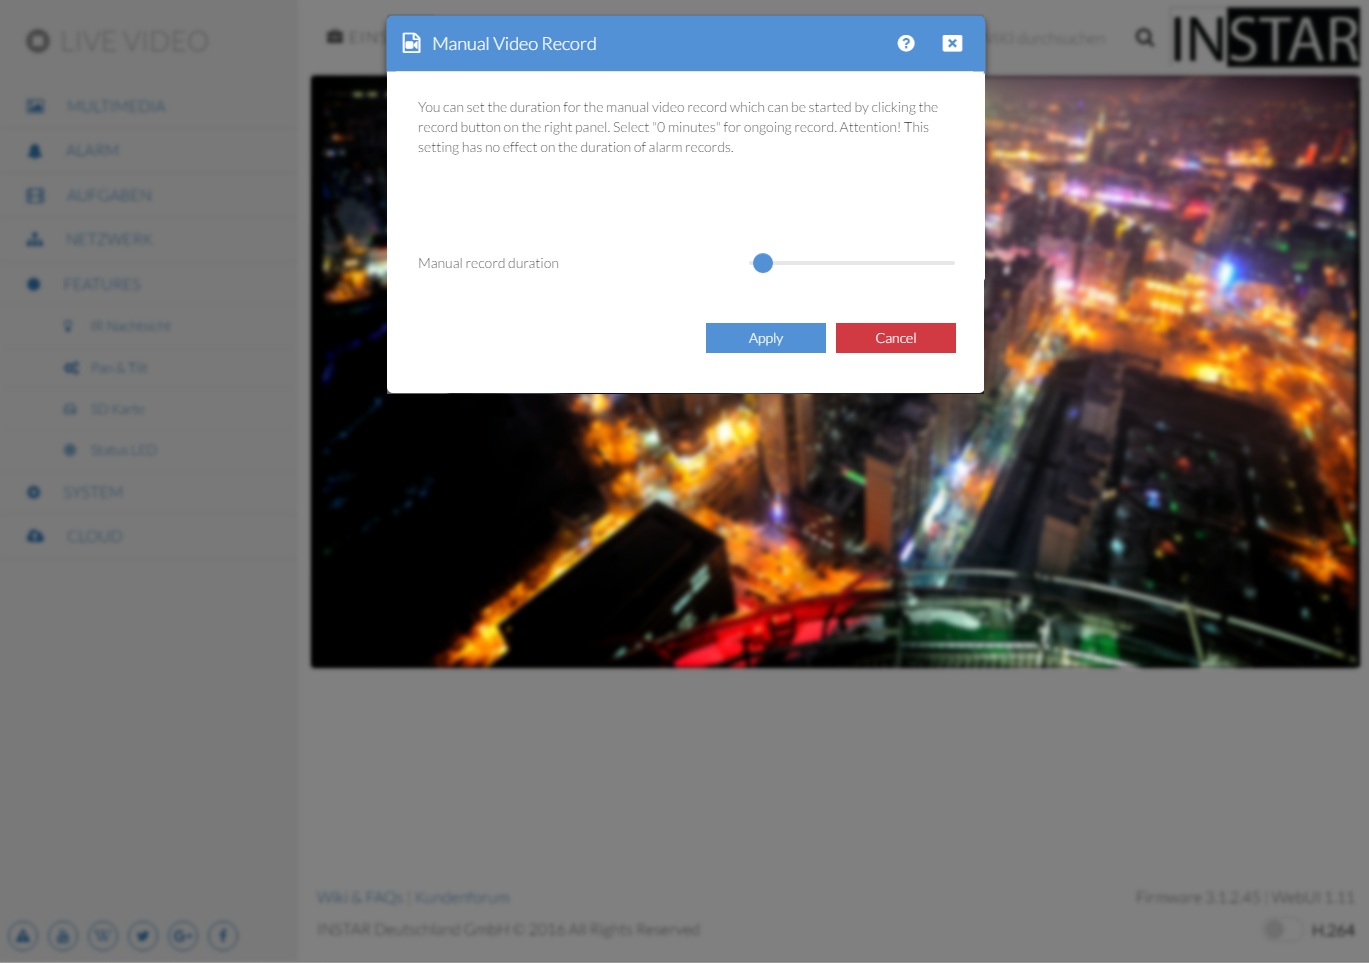 LIVE VIDEO
MULTIMEDIA
ALARM
AUFGABEN
NETZWERK
FEATURES
IR Nachtsicht
Pan & Tilt
SD Karte
Status LED
SYSTEM
CLOUD
Manual Video Record
durchsuchen
INSTAR
You can set the duration for the manual video record which can be started by clicking the
record button on the right panel. Select "0 minutes" for ongoing record. Attention! This
setting has no effect on the duration of alarm records.
Manual record duration
Apply
Cancel
Wiki & FAQs | Kundenforum
Firmware 3.1.2.45 | WebUI 1.11
INSTAR Deutschland GmbH © 2016 All Rights Reserved
H.264